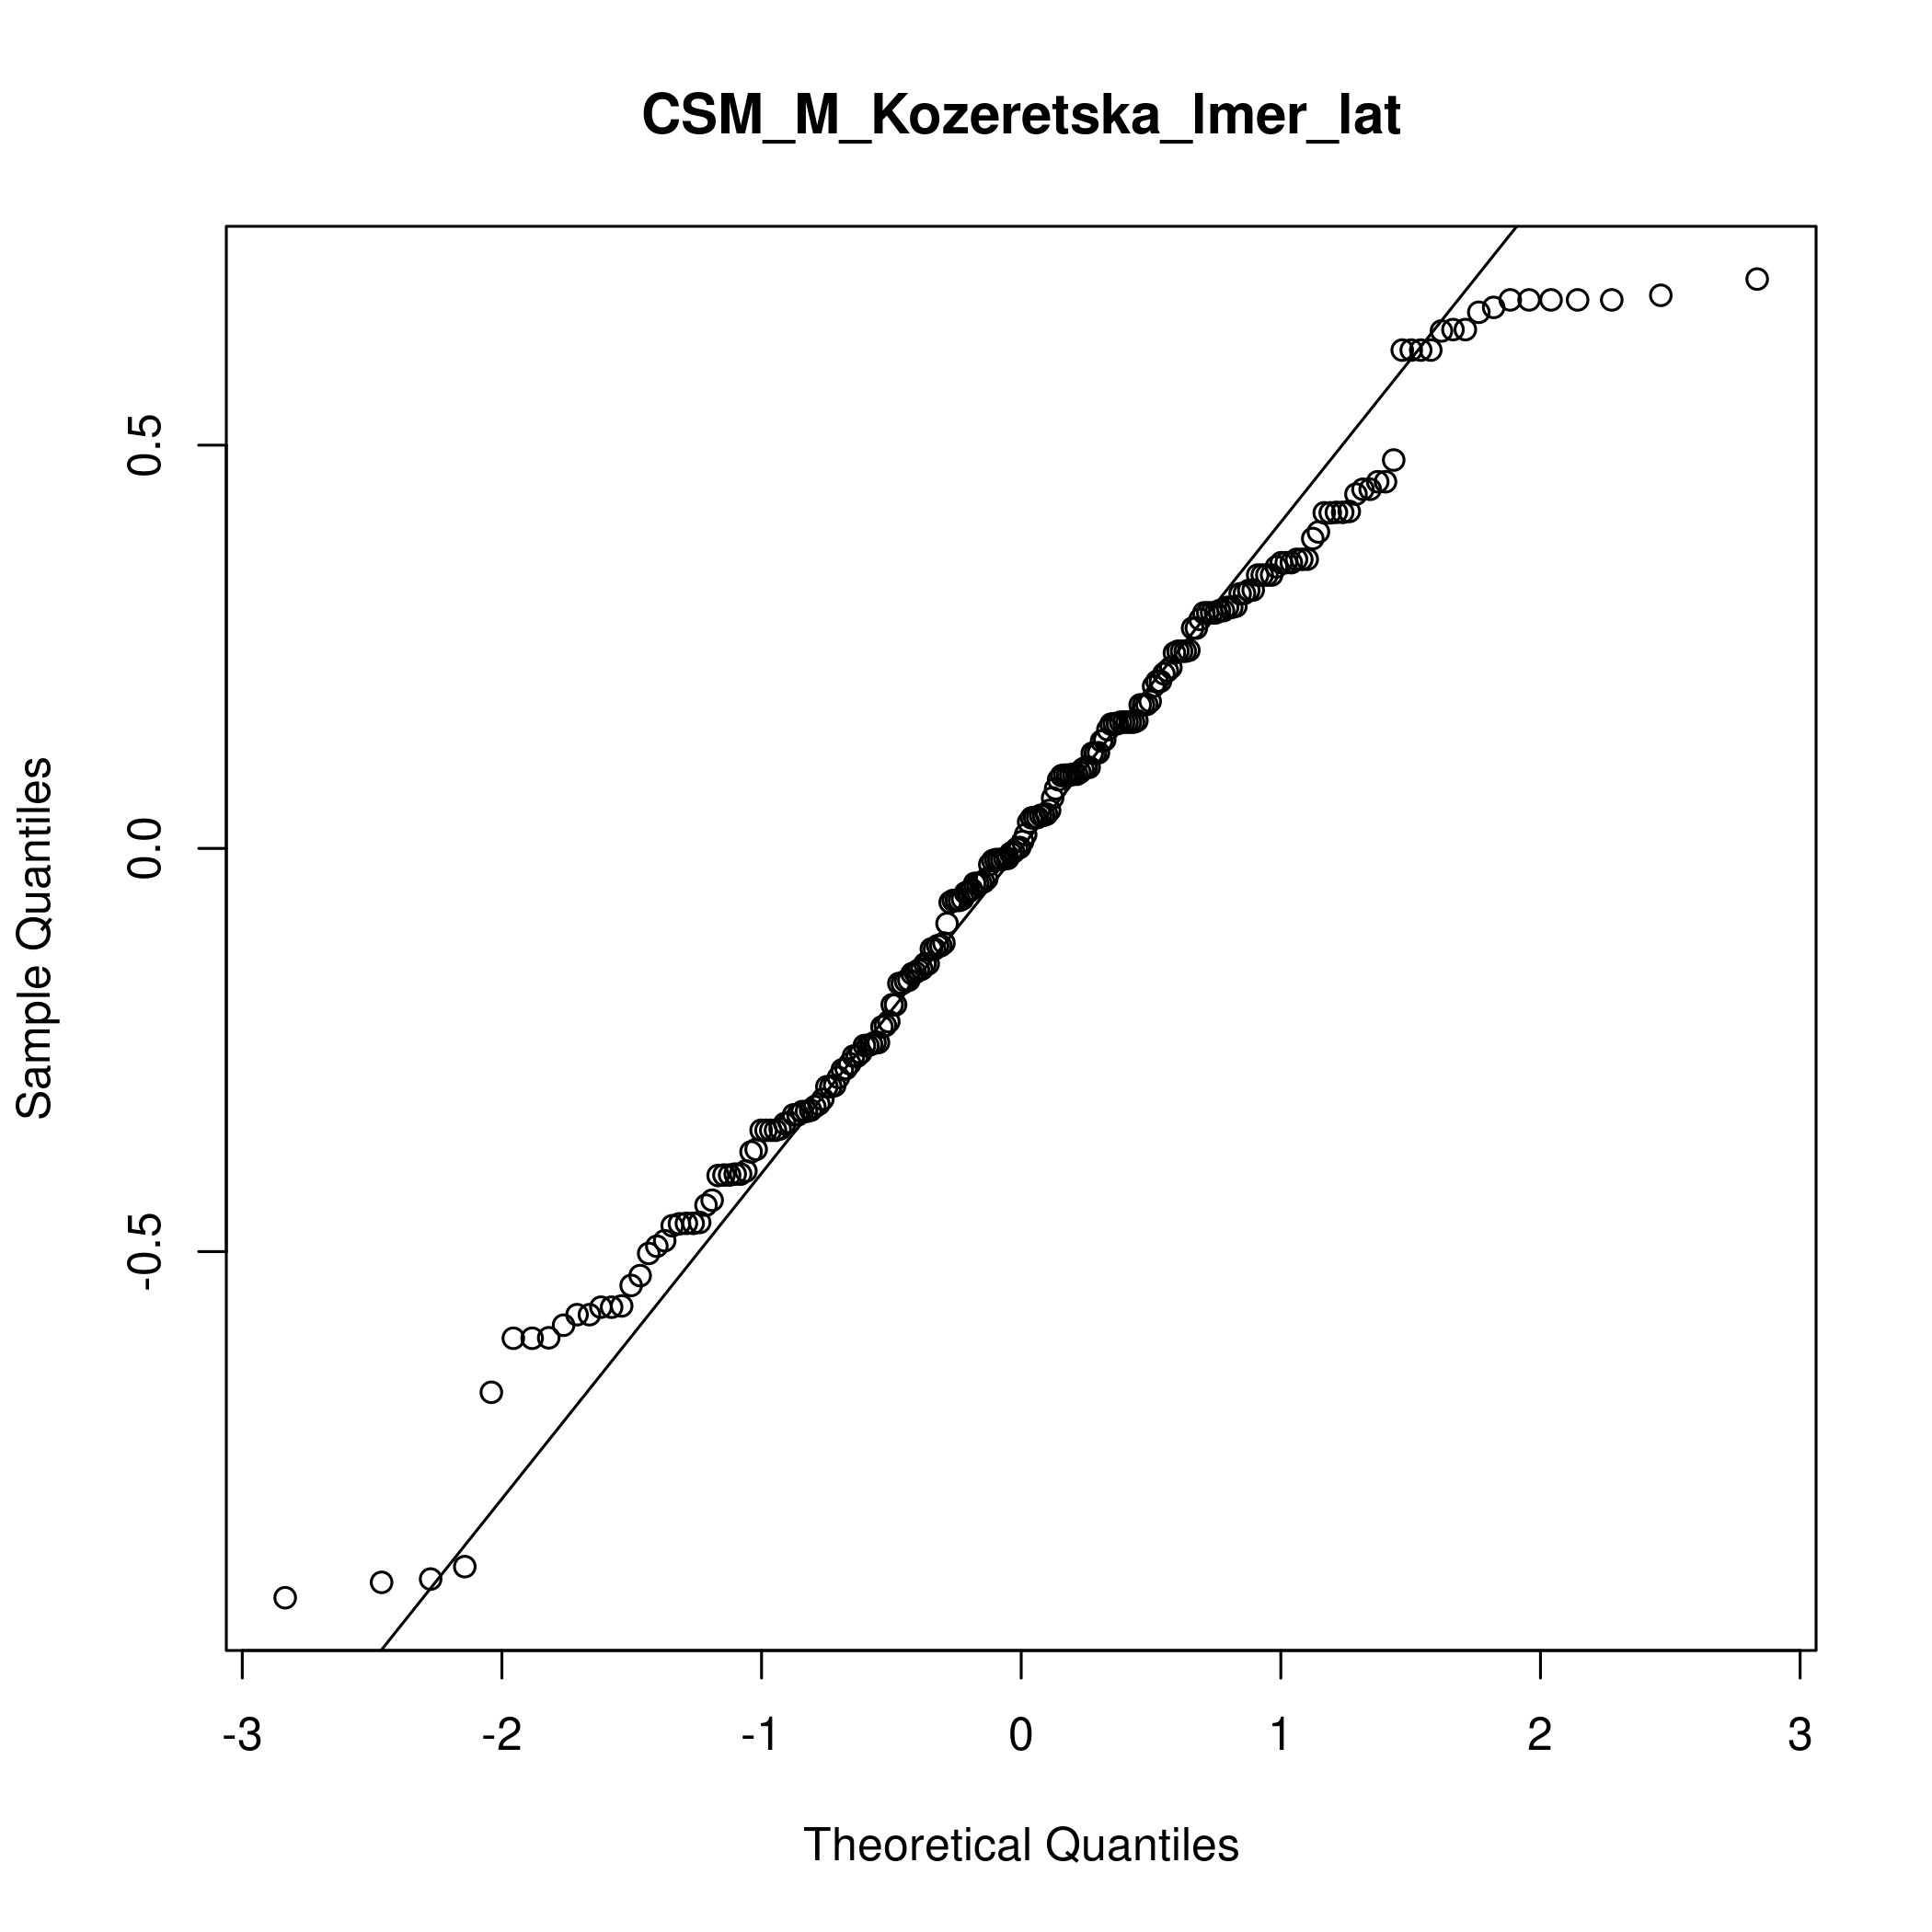 CSM_M_Kozeretska_lmer_lat
Sample Quantiles
0.5
0.0
-0.5
-3 -2 -1 0 1 2 3
Theoretical Quantiles